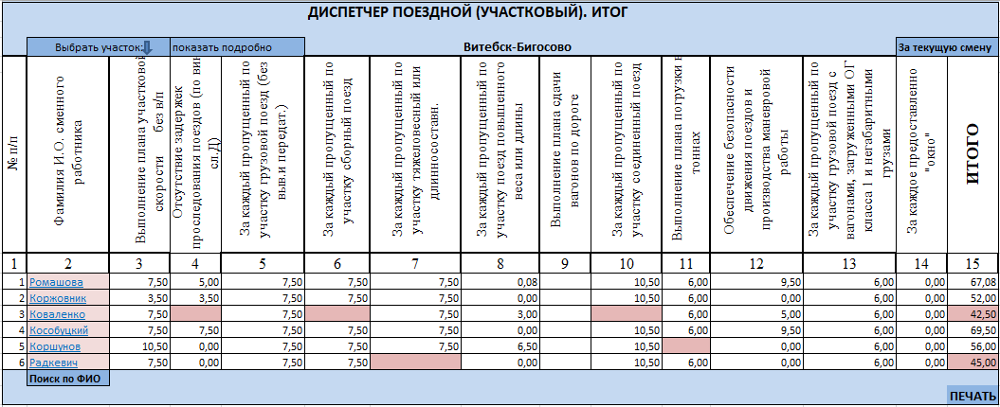 ДИСПЕТЧЕР ПОЕЗДНОЙ (УЧАСТКОВЫЙ). ИТОГ
Выбрать участок: показать подробно Витебск-Бигосово За текущую смену
№ п/п
Фамилия И.О. сменного
работника
Выполнение плана участковой
скорости без в/п
Отсутствие задержек
проследования поездов (по вин
сл.Д)
За каждый пропущенный по
участку грузовой поезд (без
выв.и передат.)
За каждый пропущенный по
участку сборный поезд
За каждый пропущенный по
участку тяжеловесный или
длинносоставн.
За каждый пропущенный по
участку поезд повышенного
веса или длины
Выполнение плана сдачи
вагонов по дороге
За каждый пропущенный по
участку соединенный поезд
Выполнение плана погрузки в
тоннах
Обеспечение безопасности
движения поездов и
производства маневровой
работы
За каждый пропущенный по
участку грузовой поезд с
вагонами, загруженными ОГ
класса 1 и негабаритными
грузами
За каждое предоставленно
"окно"
ИТОГО
1 2 3 4 5 6 7 8 9 10 11 12 13 14 15
1 Ромашова 7,50 5,00 7,50 7,50 7,50 0,08 10,50 6,00 9,50 6,00 0,00 67,08
2 Коржовник 3,50 3,50 7,50 7,50 7,50 0,00 10,50 6,00 0,00 6,00 0,00 52,00
3 Коваленко 7,50 7,50 7,50 3,00 6,00 5,00 6,00 0,00 42,50
4 Кособуцкий 7,50 7,50 7,50 7,50 7,50 0,00 10,50 6,00 9,50 6,00 0,00 69,50
5 Коршунов 10,50 0,00 7,50 7,50 7,50 6,50 10,50 0,00 6,00 0,00 56,00
6 Радкевич 7,50 0,00 7,50 7,50 0,00 10,50 6,00 0,00 6,00 0,00 45,00
Поиск по ФИО
ПЕЧАТЬ